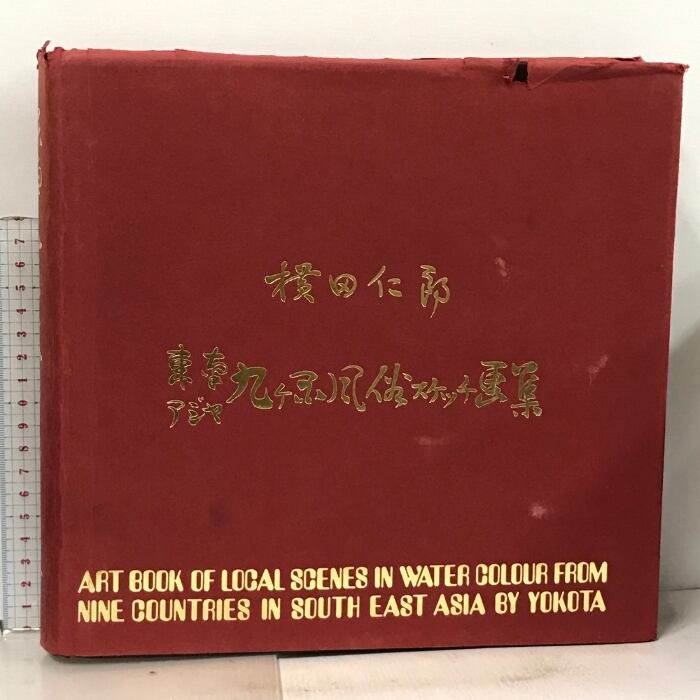 横田仁郎
東南
アジヤ九ヶ国風俗スケッチ画集
ART BOOK OF LOCAL SCENES IN WATER COLOUR FROM
NINE COUNTRIES IN SOUTH EAST ASIA BY YOKOTA